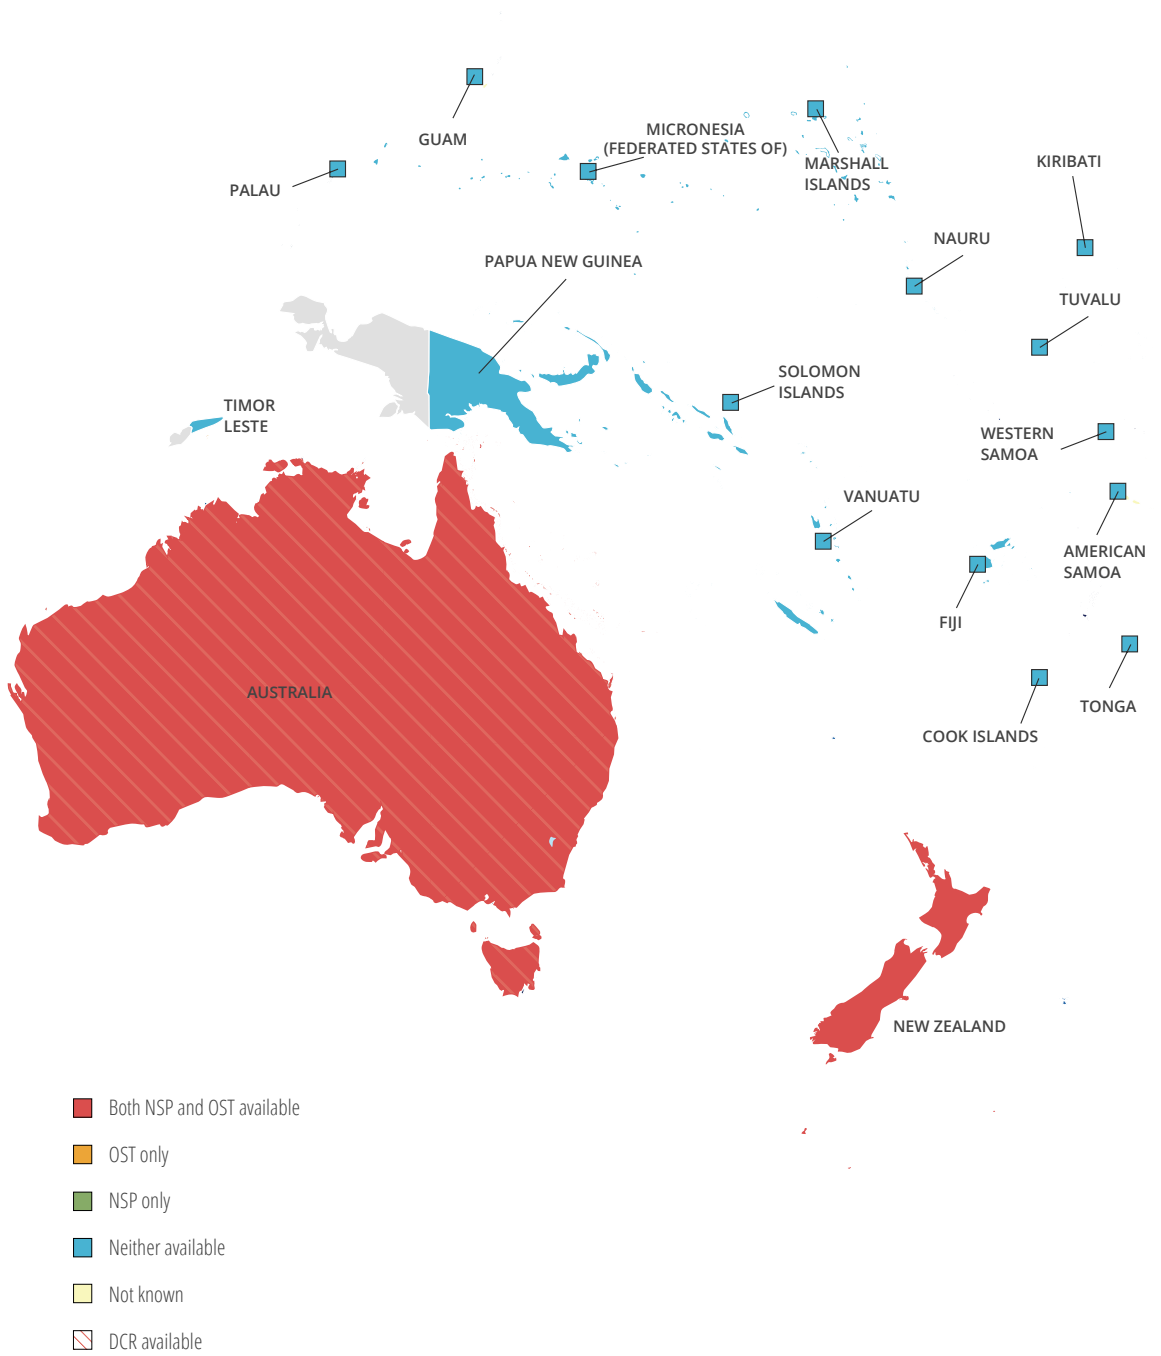 GUAM
MICRONESIA
(FEDERATED STATES OF)
MARSHALL
ISLANDS
KIRIBATI
PALAU
NAURU
PAPUA NEW GUINEA
TUVALU
SOLOMON
ISLANDS
TIMOR
LESTE
WESTERN
SAMOA
VANUATU
AMERICAN
SAMOA
FIJI
AUSTRALIA
TONGA
COOK ISLANDS
NEW ZEALAND
Both NSP and OST available
OST only
NSP only
Neither available
Not known
DCR available